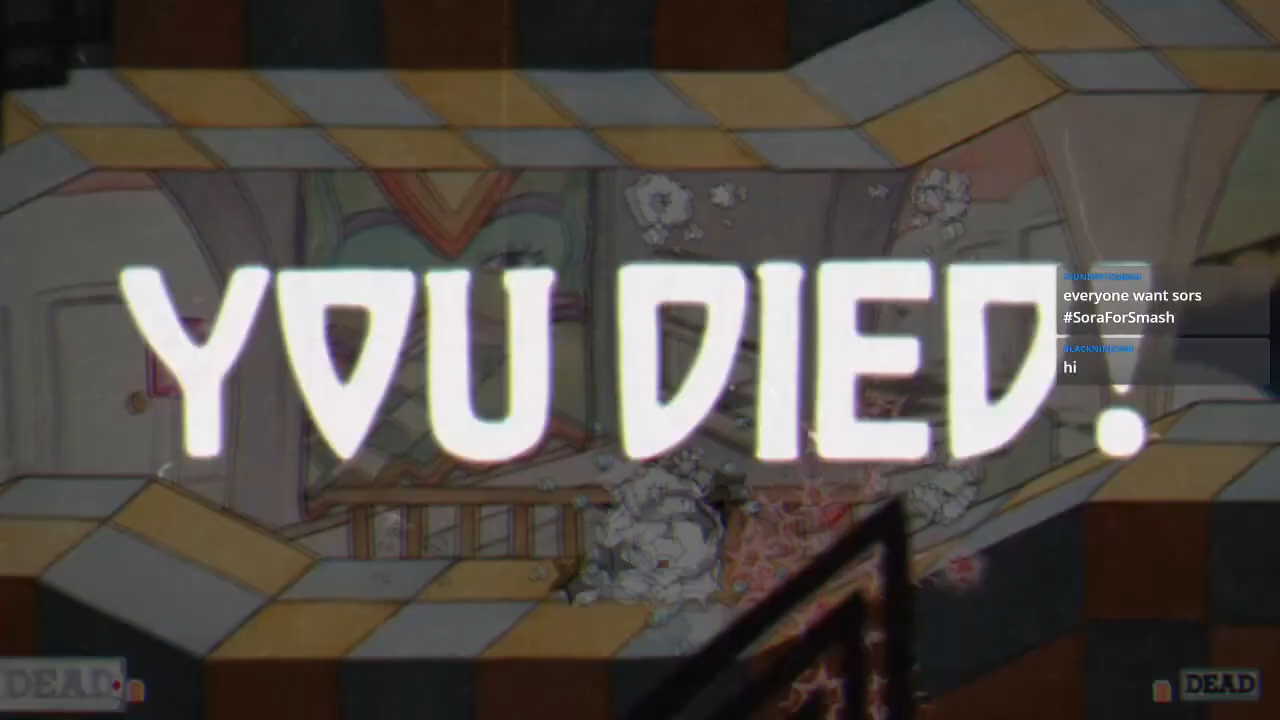 YOU DIED!
everyone want sors
#SoraForSmash
hi
DEAD
DEAD